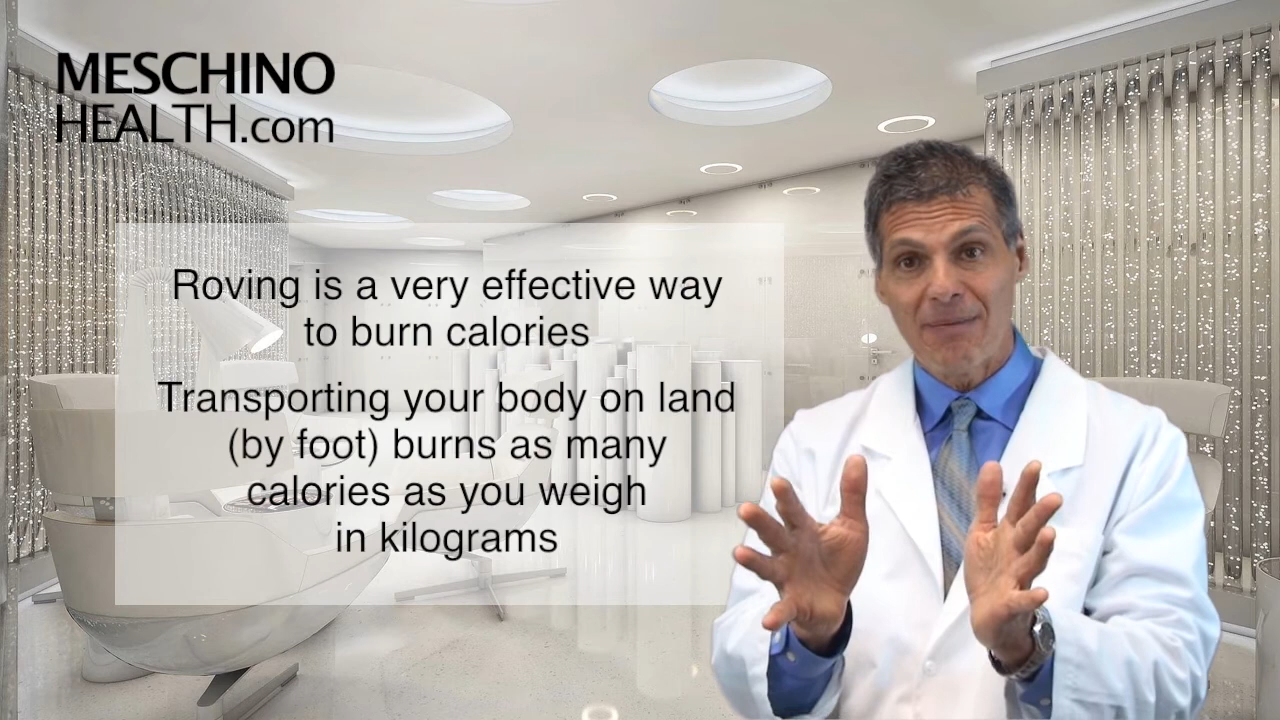 MESCHINO
HEALTH.com
Roving is a very effective way
to burn calories
Transporting your body on land
(by foot) burns as many
calories as you weigh
in kilograms